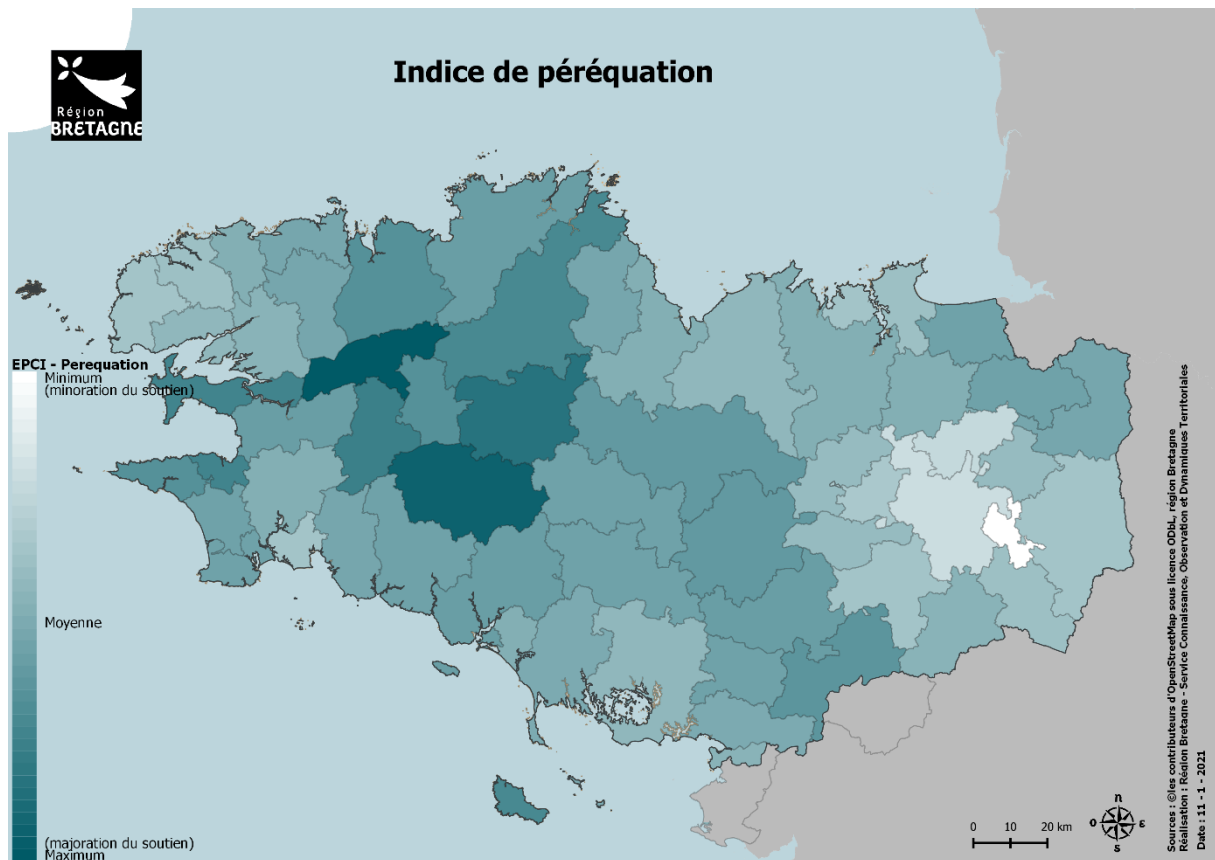 Indice de péréquation
Région
BRETAGNE
EPCI - Perequation
Minimum
(minoration du soutien)
Moyenne
(majoration du soutien)
Maximum
0 10 20 km
n
o ε
s
Sources : ©les contributeurs d'OpenStreetMap sous licence ODbL, région Bretagne
Réalisation : Région Bretagne - Service Connaissance, Observation et Dynamiques Territoriales
Date : 11 - 1 - 2021